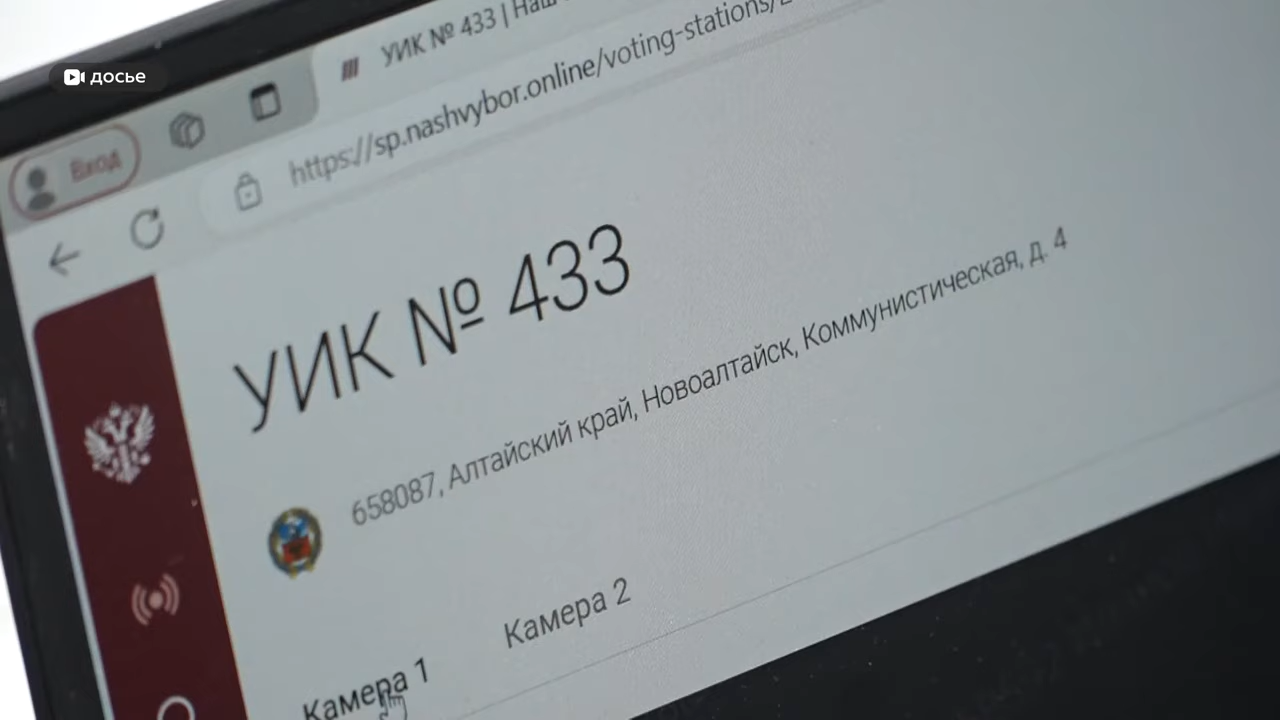 досье
УИК № 433 | Наш
Вход
https://sp.nashvybor.online/voting-stations/
УИК № 433
658087, Алтайский край, Новоалтайск, Коммунистическая, д. 4
Камера 1
Камера 2